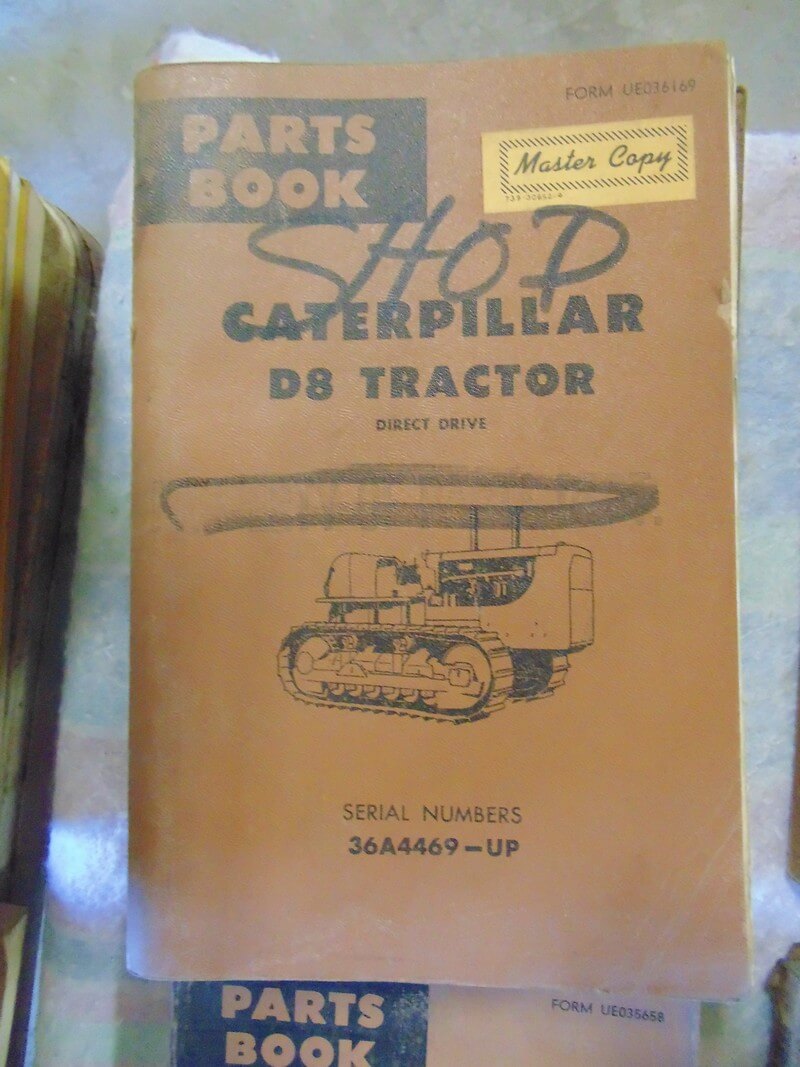 FORM UE036169
PARTS
BOOK
Master Copy
SHOP
CATERPILLAR
D8 TRACTOR
DIRECT DRIVE
SERIAL NUMBERS
36A4469-UP
PARTS
BOOK
FORM UE035658